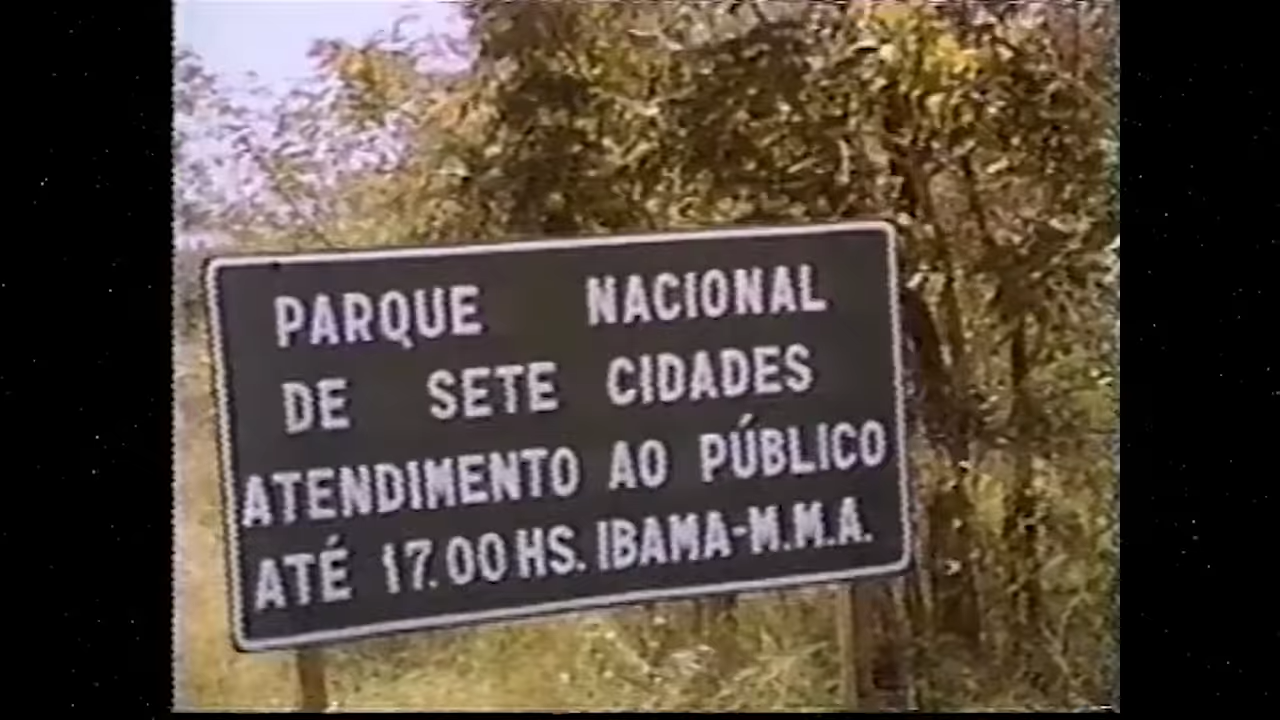 PARQUE NACIONAL
DE SETE CIDADES
ATENDIMENTO AO PÚBLICO
ATÉ 17.00 HS. IBAMA-M.M.A.